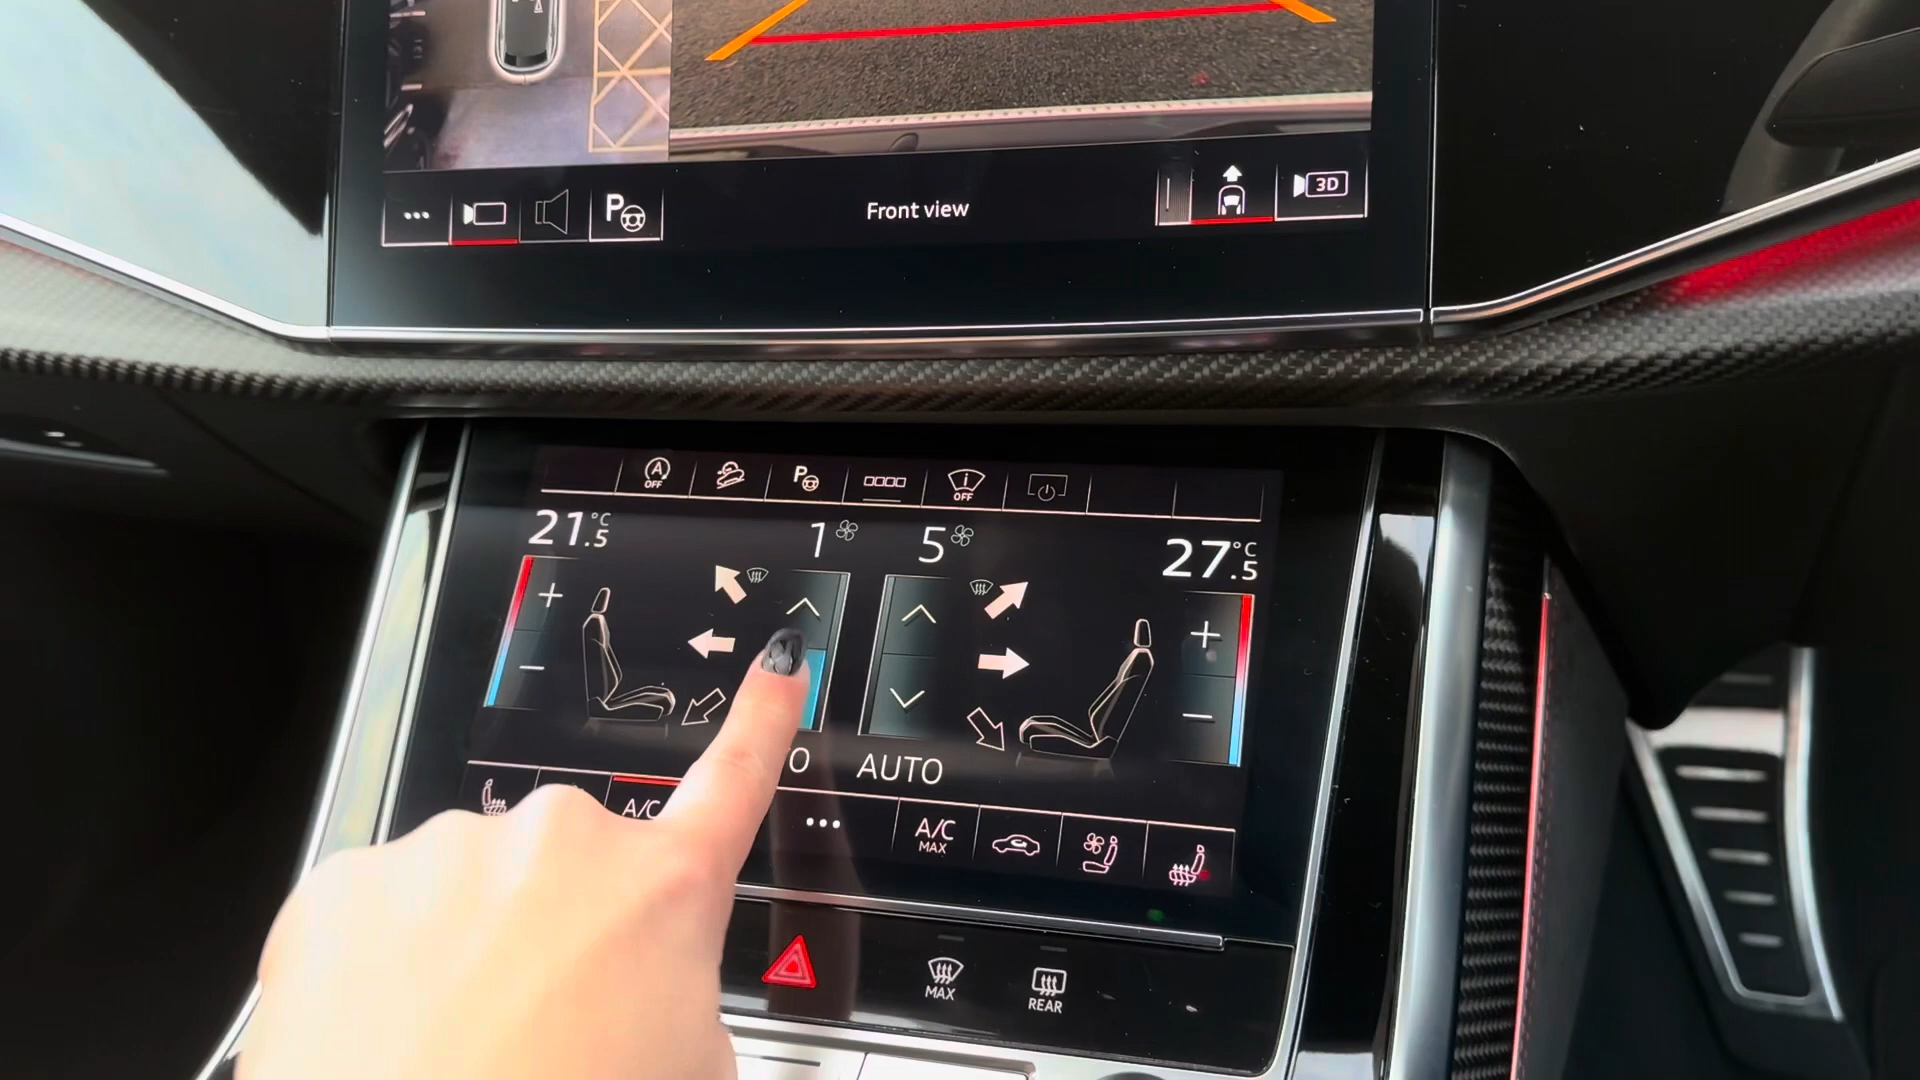 P
Front view
3D
A
OFF
P
i
OFF
21.5°C
1
5
27.5°C
+
+
−
−
O
AUTO
A/C
•••
A/C
MAX
MAX
REAR